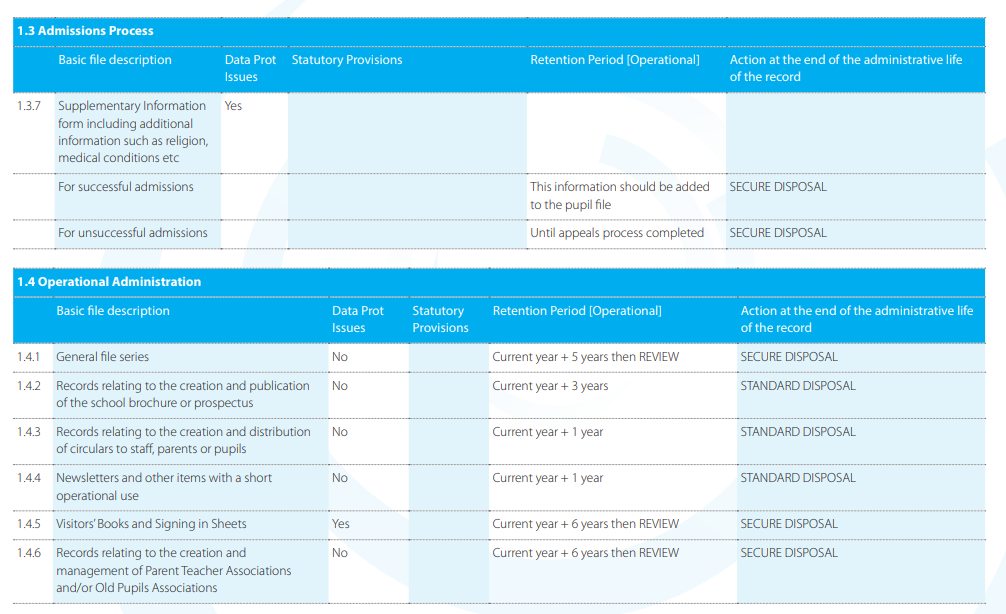 1.3 Admissions Process
Basic file description
Data Prot
Issues
Statutory Provisions
Retention Period [Operational]
Action at the end of the administrative life
of the record
1.3.7
Supplementary Information
form including additional
information such as religion,
medical conditions etc
Yes
For successful admissions
This information should be added
to the pupil file
SECURE DISPOSAL
For unsuccessful admissions
Until appeals process completed
SECURE DISPOSAL
1.4 Operational Administration
Basic file description
Data Prot
Issues
Statutory
Provisions
Retention Period [Operational]
Action at the end of the administrative life
of the record
1.4.1
General file series
No
Current year + 5 years then REVIEW
SECURE DISPOSAL
1.4.2
Records relating to the creation and publication
of the school brochure or prospectus
No
Current year + 3 years
STANDARD DISPOSAL
1.4.3
Records relating to the creation and distribution
of circulars to staff, parents or pupils
No
Current year + 1 year
STANDARD DISPOSAL
1.4.4
Newsletters and other items with a short
operational use
No
Current year + 1 year
STANDARD DISPOSAL
1.4.5
Visitors' Books and Signing in Sheets
Yes
Current year + 6 years then REVIEW
SECURE DISPOSAL
1.4.6
Records relating to the creation and
management of Parent Teacher Associations
and/or Old Pupils Associations
No
Current year + 6 years then REVIEW
SECURE DISPOSAL